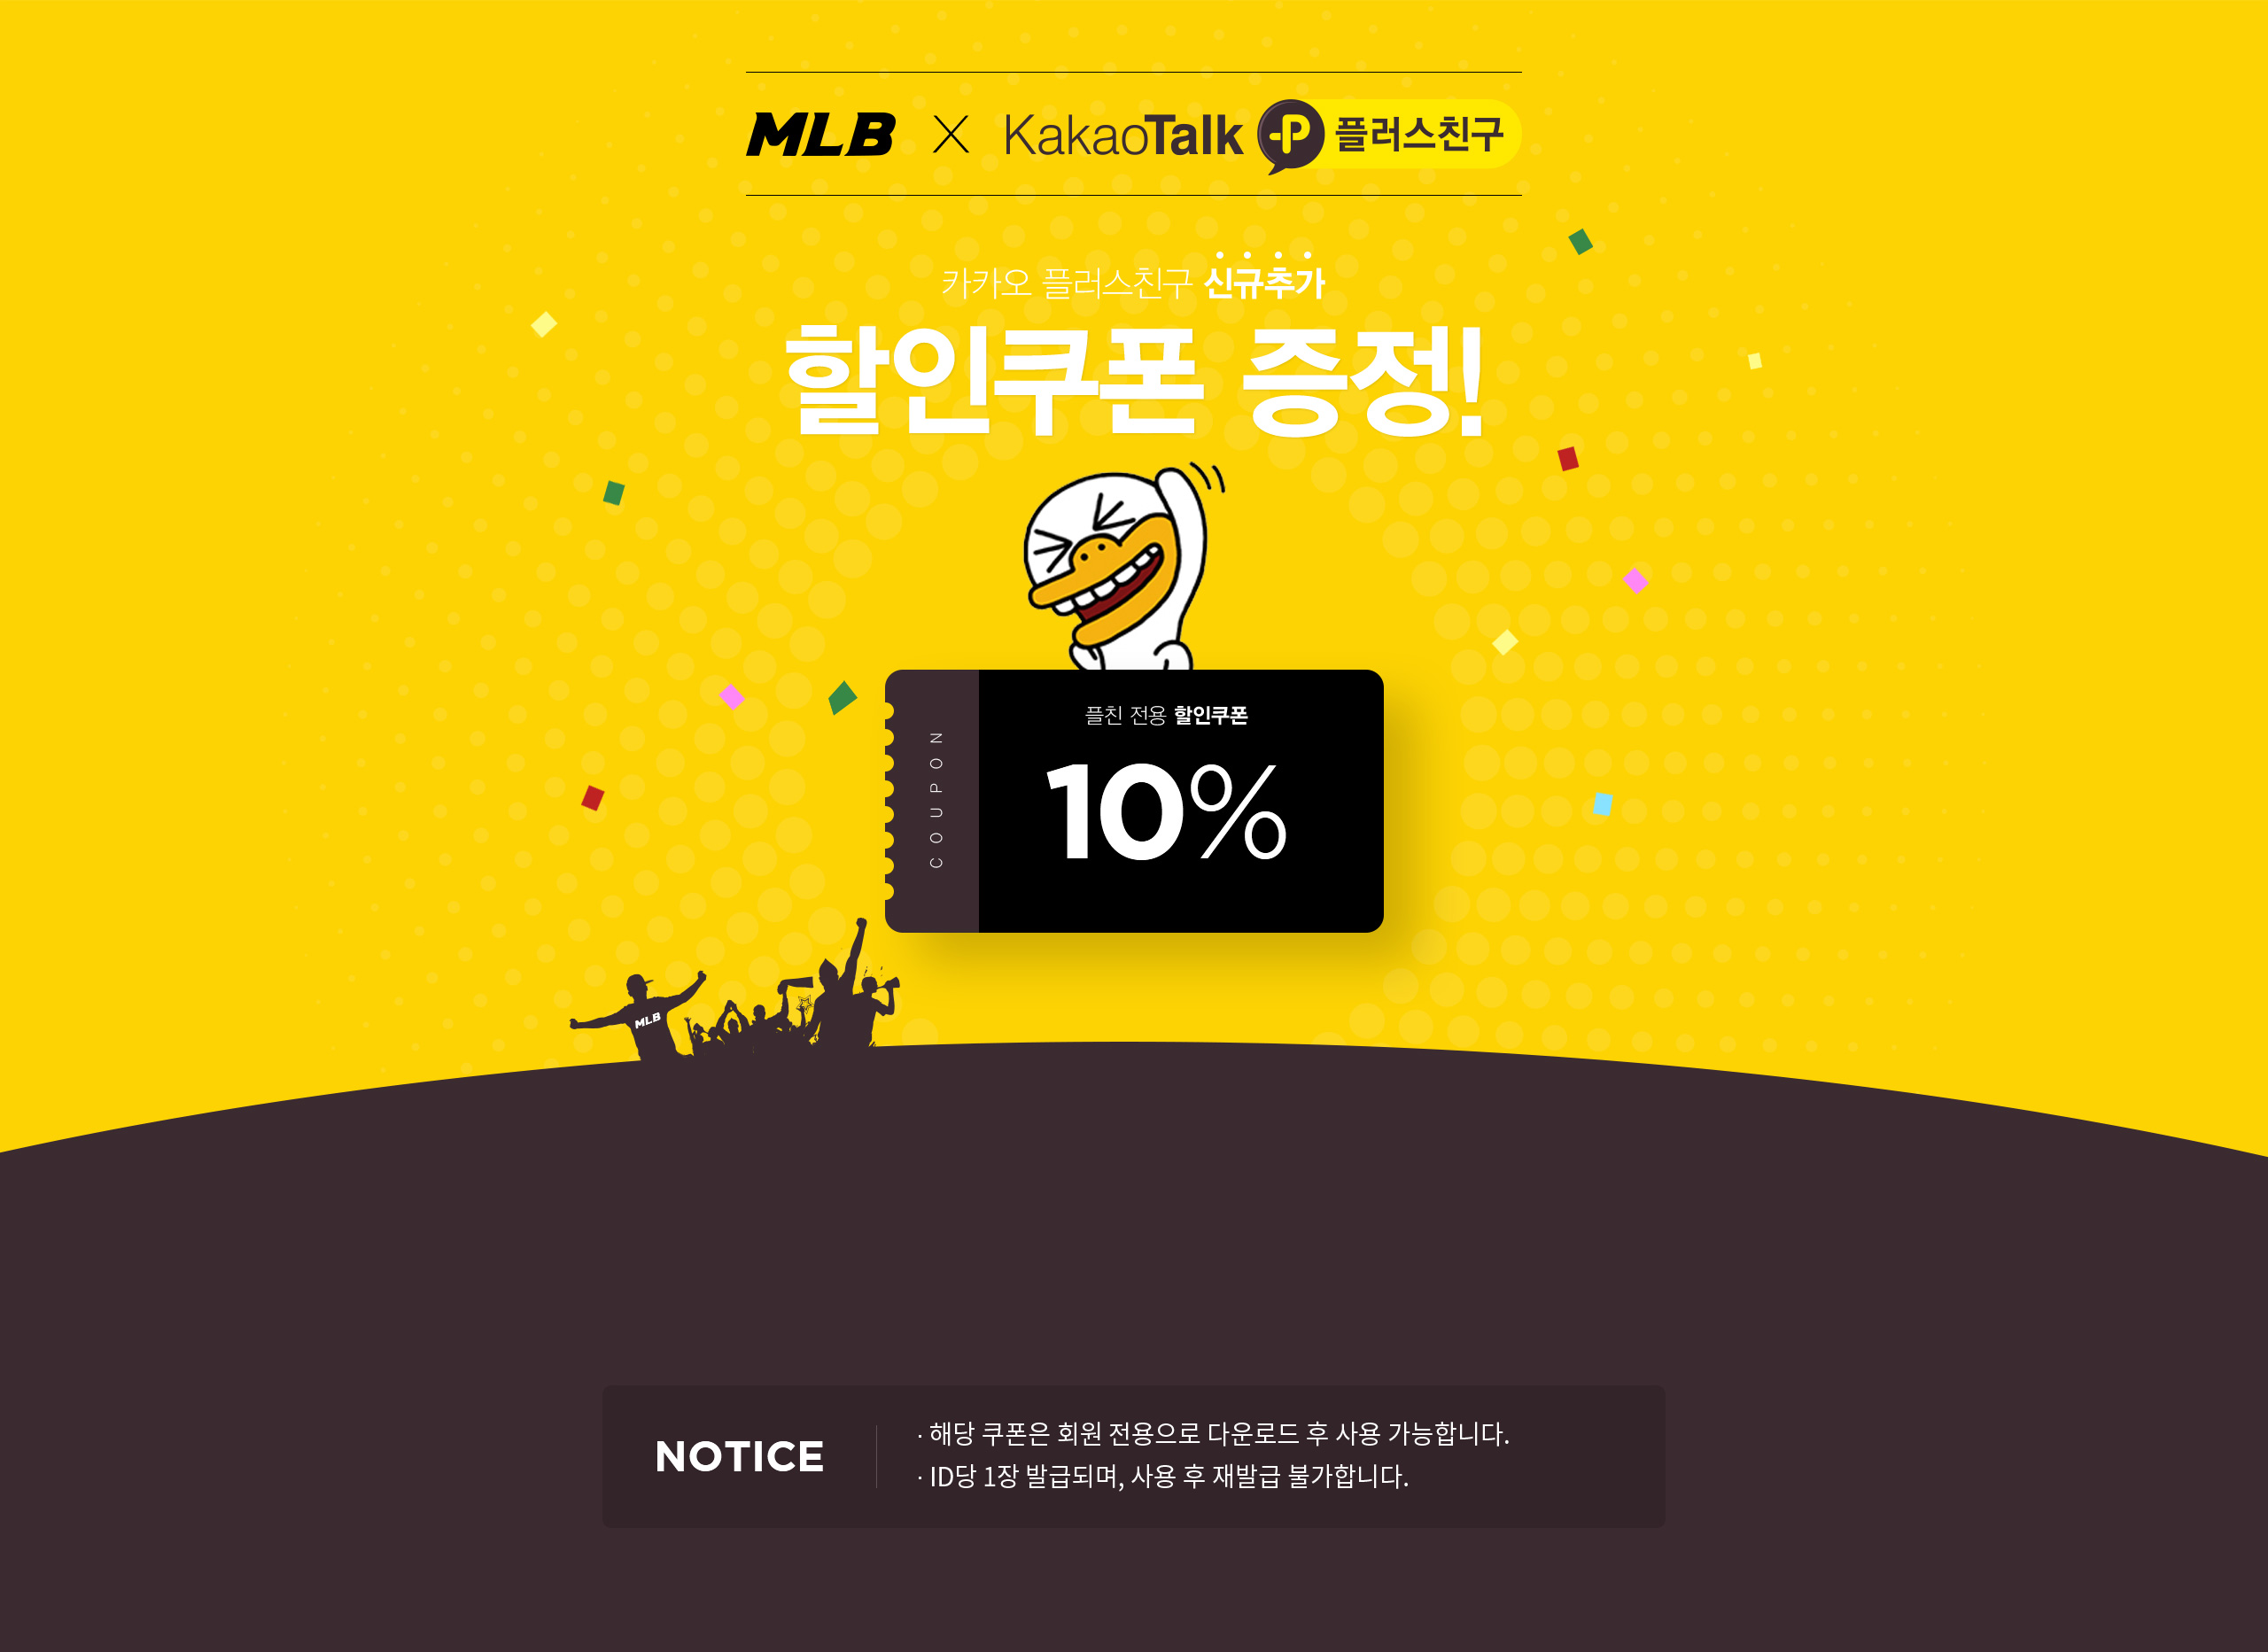 MLB X KakaoTalk 플러스친구
카카오 플러스친구 신규추가
할인쿠폰 증정!
COUPON
플친 전용 할인쿠폰
10%
MLB
NOTICE
· 해당 쿠폰은 회원 전용으로 다운로드 후 사용 가능합니다.
· ID당 1장 발급되며, 사용 후 재발급 불가합니다.